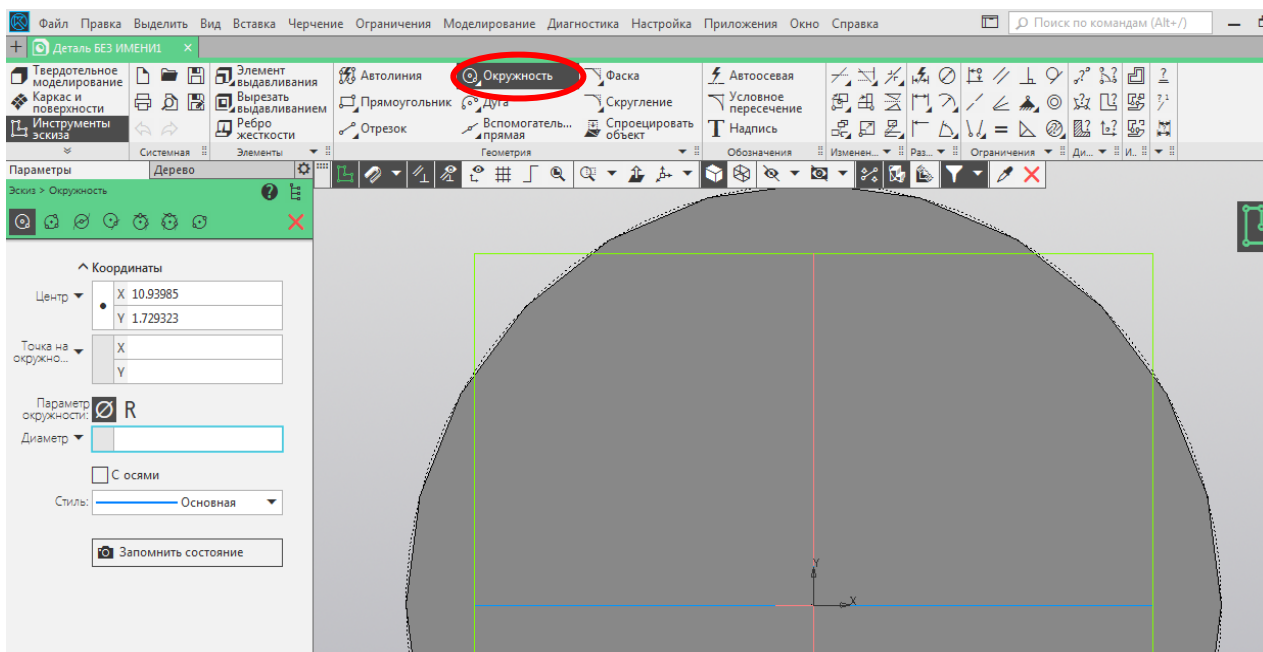 Файл Правка Выделить Вид Вставка Черчение Ограничения Моделирование Диагностика Настройка Приложения Окно Справка Поиск по командам (Alt+/)
Деталь БЕЗ ИМЕНИ1
Твердотельное моделирование
Каркас и поверхности
Инструменты эскиза
Системная
Элемент выдавливания
Вырезать выдавливанием
Ребро жесткости
Элементы
Автолиния Окружность Фаска
Прямоугольник Дуга Скругление
Отрезок Вспомогатель... прямая Спроецировать объект
Геометрия
Автоосевая
Условное пересечение
Надпись
Обозначения
Изменен... Раз... Ограничения Ди... И..
Параметры Дерево
Эскиз > Окружность
Координаты
Центр X 10.93985
Y 1.729323
Точка на окружно... X
Y
Параметр окружности: R
Диаметр
С осями
Стиль: Основная
Запомнить состояние
Y
X